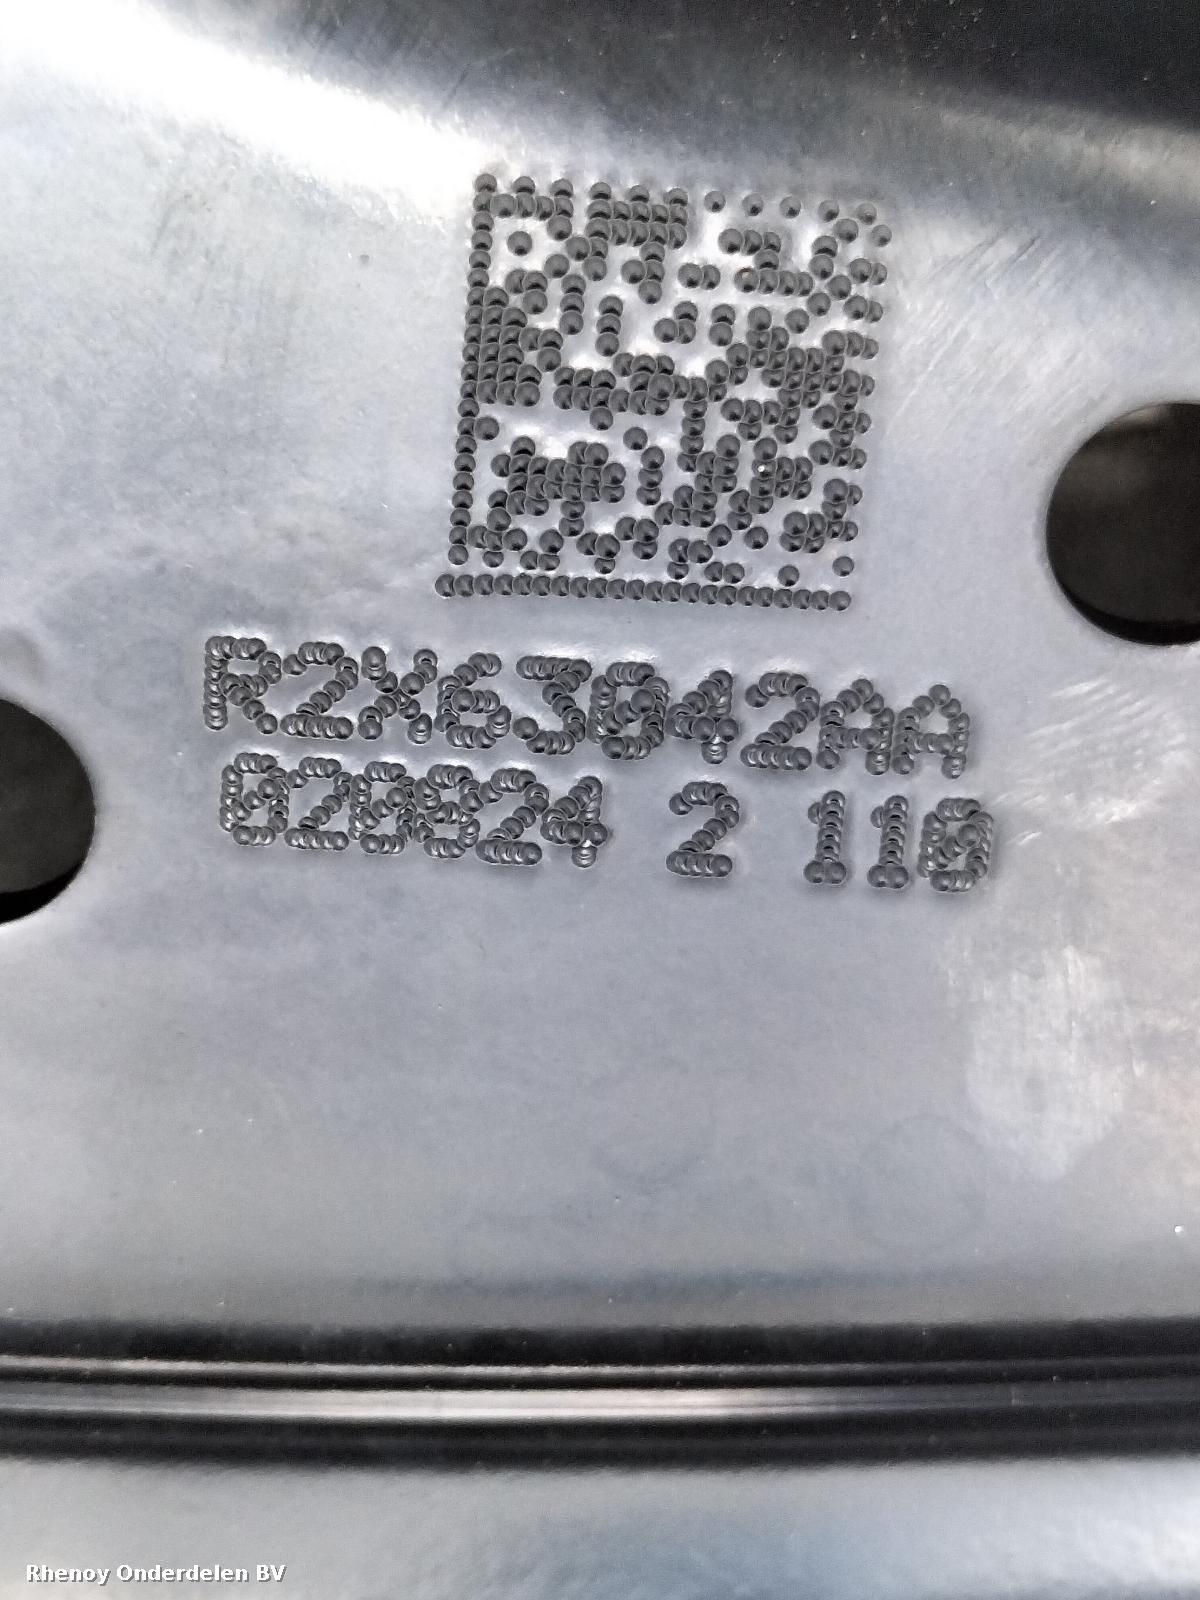 R2X63042AA
020824 2 110
Rhenoy Onderdelen BV